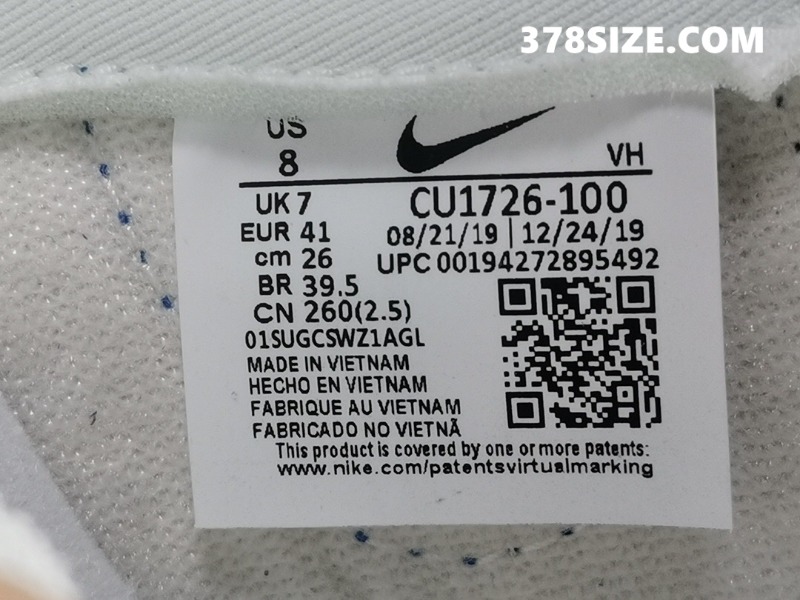 378SIZE.COM
US
8
VH
UK 7
CU1726-100
EUR 41
08/21/19 | 12/24/19
cm 26
UPC 00194272895492
BR 39.5
CN 260(2.5)
01SUGCSWZ1AGL
MADE IN VIETNAM
HECHO EN VIETNAM
FABRIQUE AU VIETNAM
FABRICADO NO VIETNÃ
This product is covered by one or more patents:
www.nike.com/patentsvirtualmarking